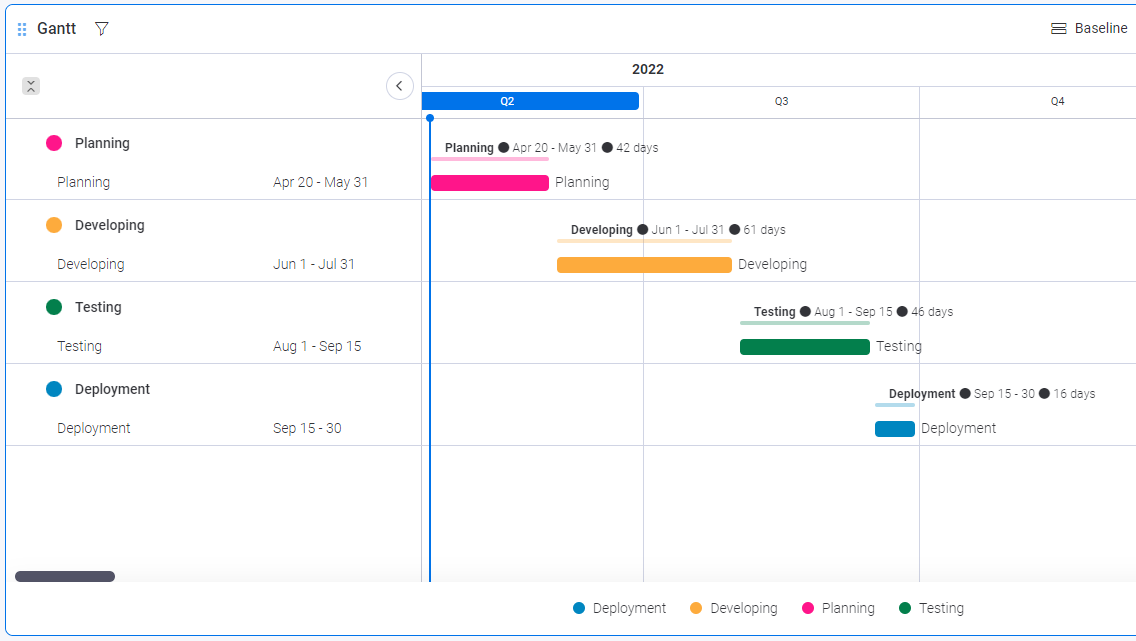 Gantt
Baseline
2022
Q2 Q3 Q4
Planning
Planning Apr 20 - May 31 42 days
Planning Apr 20 - May 31 Planning
Developing
Developing Jun 1 - Jul 31 61 days
Developing Jun 1 - Jul 31 Developing
Testing
Testing Aug 1 - Sep 15 46 days
Testing Aug 1 - Sep 15 Testing
Deployment
Deployment Sep 15 - 30 16 days
Deployment Sep 15 - 30 Deployment
Deployment Developing Planning Testing